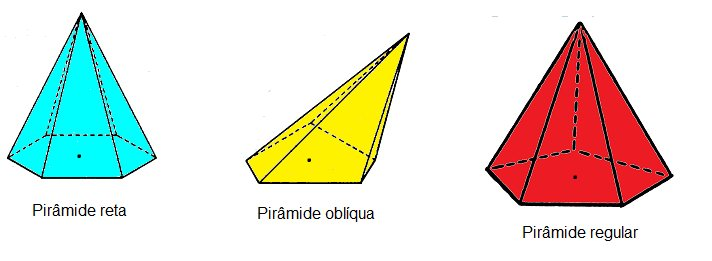 Pirâmide reta
Pirâmide oblíqua
Pirâmide regular